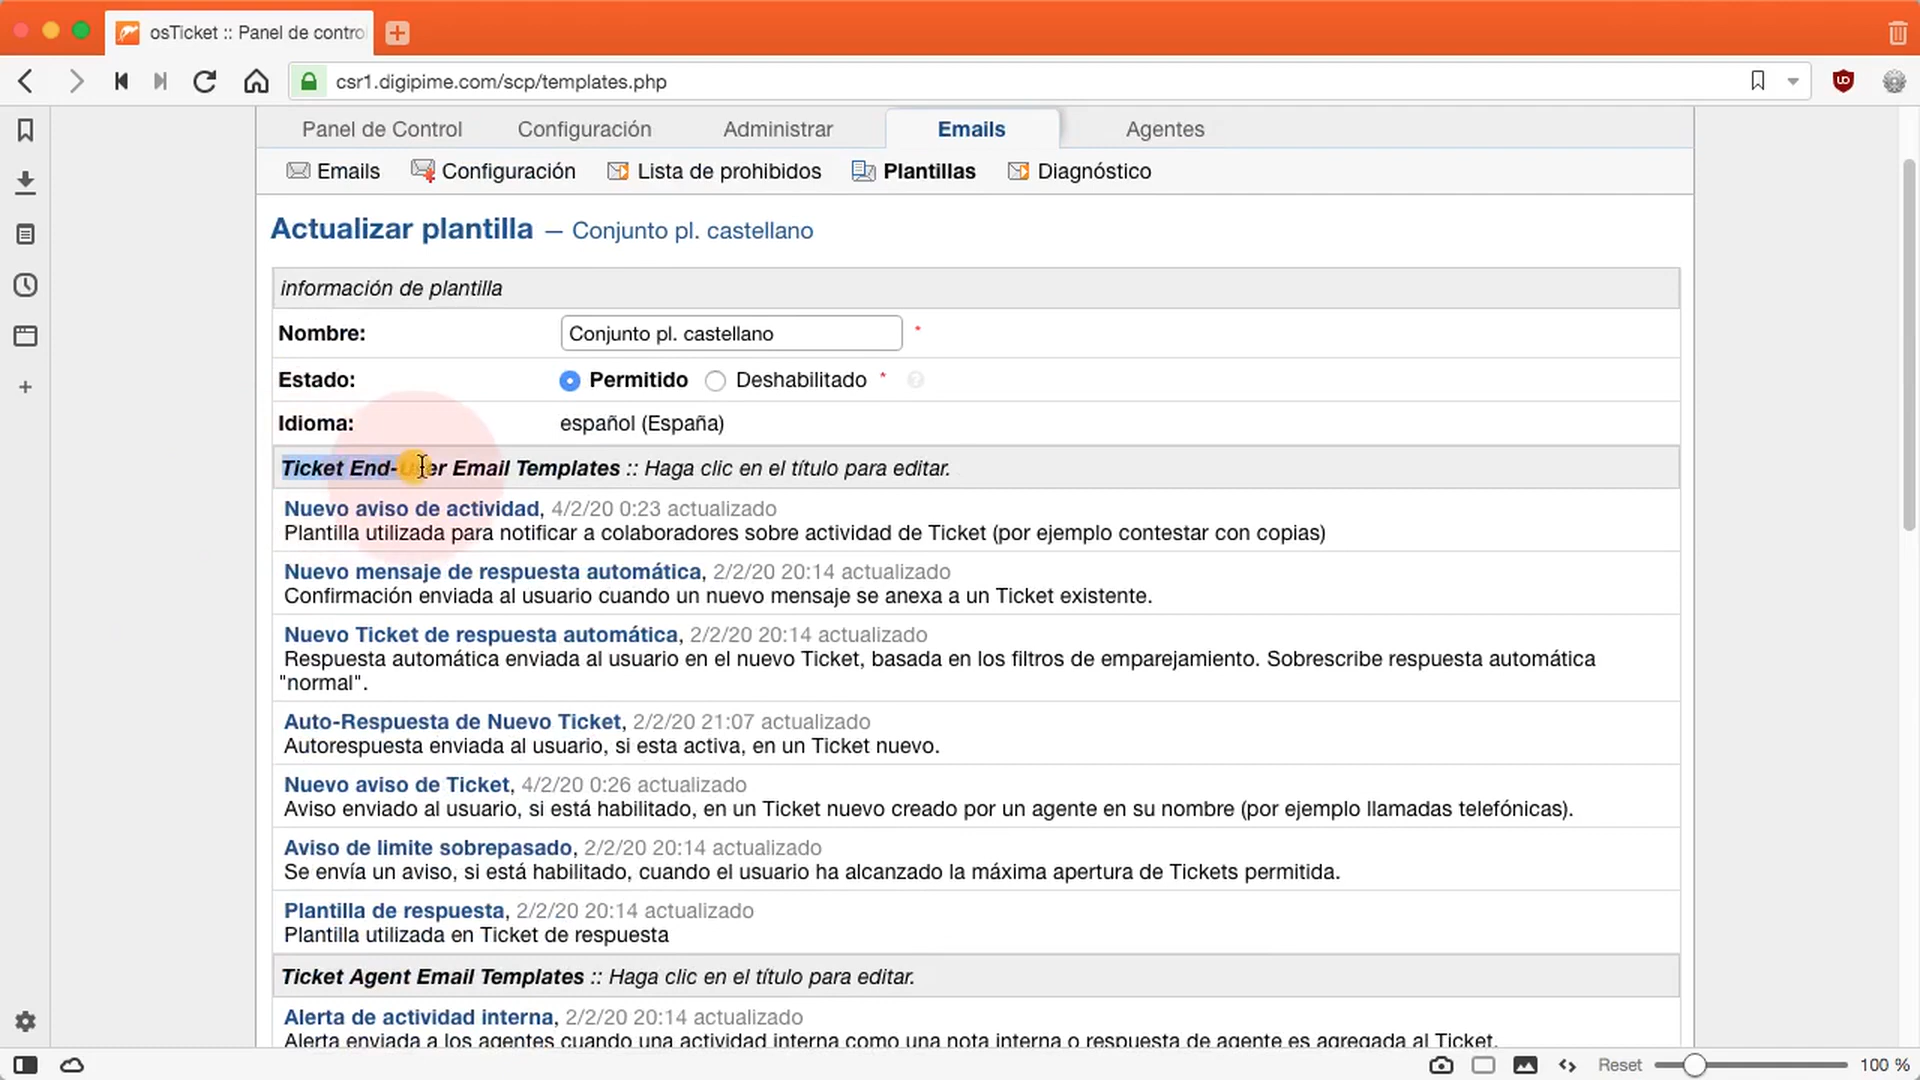 osTicket :: Panel de contro
csr1.digipime.com/scp/templates.php
Panel de Control Configuración Administrar Emails Agentes
Emails Configuración Lista de prohibidos Plantillas Diagnóstico
Actualizar plantilla — Conjunto pl. castellano
información de plantilla
Nombre: Conjunto pl. castellano *
Estado: Permitido Deshabilitado * ?
Idioma: español (España)
Ticket End-User Email Templates :: Haga clic en el título para editar.
Nuevo aviso de actividad, 4/2/20 0:23 actualizado
Plantilla utilizada para notificar a colaboradores sobre actividad de Ticket (por ejemplo contestar con copias)
Nuevo mensaje de respuesta automática, 2/2/20 20:14 actualizado
Confirmación enviada al usuario cuando un nuevo mensaje se anexa a un Ticket existente.
Nuevo Ticket de respuesta automática, 2/2/20 20:14 actualizado
Respuesta automática enviada al usuario en el nuevo Ticket, basada en los filtros de emparejamiento. Sobrescribe respuesta automática
"normal".
Auto-Respuesta de Nuevo Ticket, 2/2/20 21:07 actualizado
Autorespuesta enviada al usuario, si esta activa, en un Ticket nuevo.
Nuevo aviso de Ticket, 4/2/20 0:26 actualizado
Aviso enviado al usuario, si está habilitado, en un Ticket nuevo creado por un agente en su nombre (por ejemplo llamadas telefónicas).
Aviso de limite sobrepasado, 2/2/20 20:14 actualizado
Se envía un aviso, si está habilitado, cuando el usuario ha alcanzado la máxima apertura de Tickets permitida.
Plantilla de respuesta, 2/2/20 20:14 actualizado
Plantilla utilizada en Ticket de respuesta
Ticket Agent Email Templates :: Haga clic en el título para editar.
Alerta de actividad interna, 2/2/20 20:14 actualizado
Alerta enviada a los agentes cuando una actividad interna como una nota interna o respuesta de agente es agregada al Ticket.
Reset 100 %